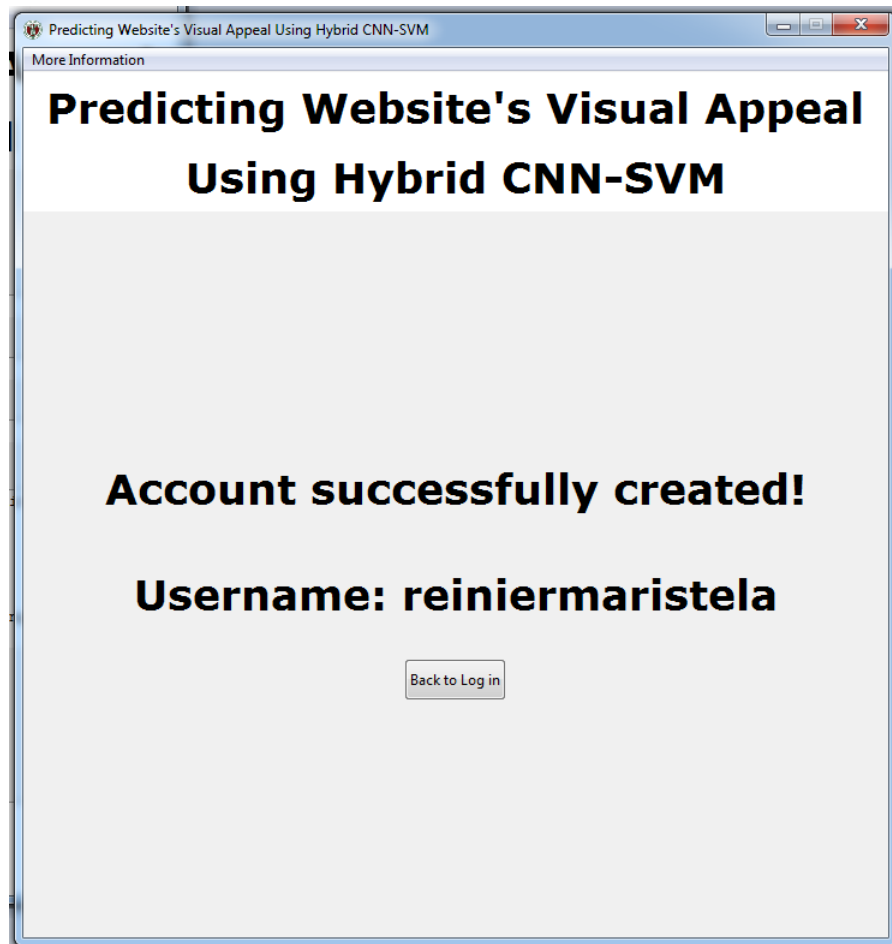 Predicting Website's Visual Appeal Using Hybrid CNN-SVM
More Information
Predicting Website's Visual Appeal
Using Hybrid CNN-SVM
Account successfully created!
Username: reiniermaristela
Back to Log in